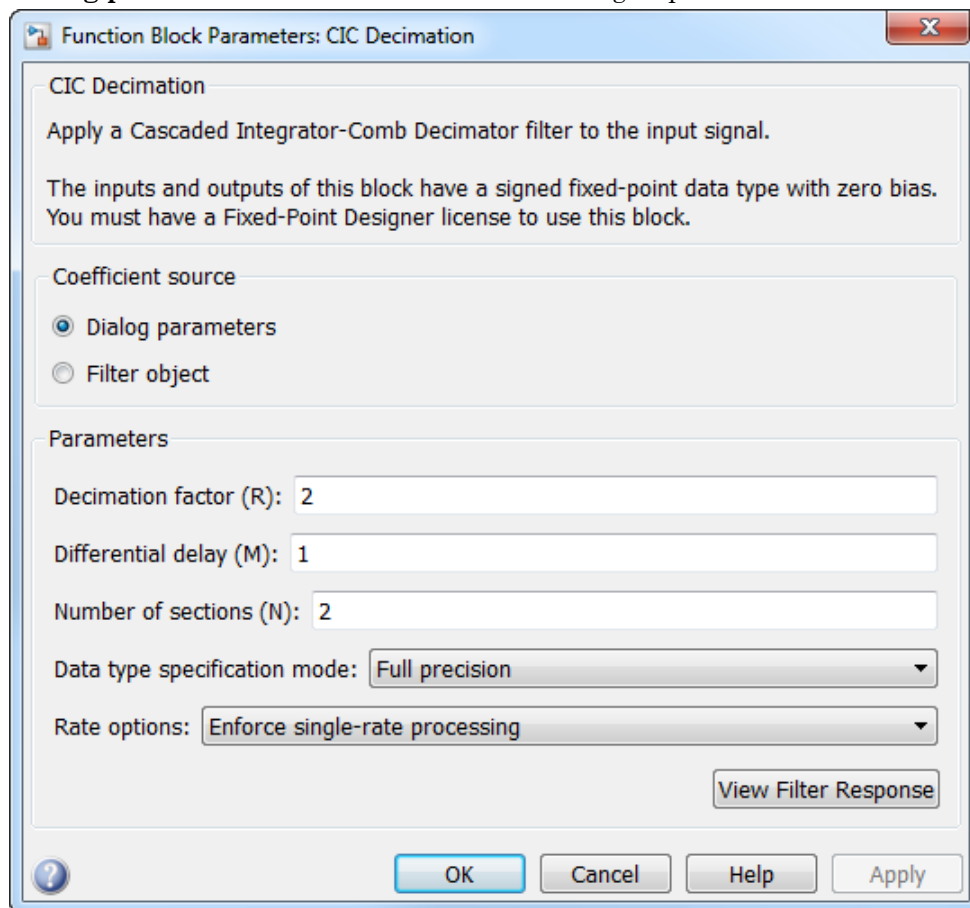 Function Block Parameters: CIC Decimation
CIC Decimation
Apply a Cascaded Integrator-Comb Decimator filter to the input signal.
The inputs and outputs of this block have a signed fixed-point data type with zero bias.
You must have a Fixed-Point Designer license to use this block.
Coefficient source
Dialog parameters
Filter object
Parameters
Decimation factor (R): 2
Differential delay (M): 1
Number of sections (N): 2
Data type specification mode: Full precision
Rate options: Enforce single-rate processing
View Filter Response
OK Cancel Help Apply